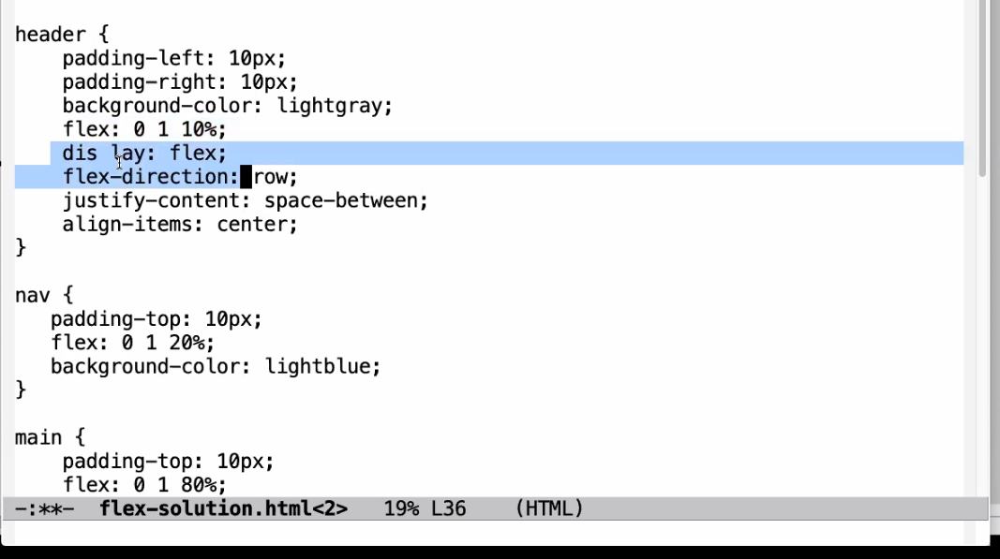 header {
    padding-left: 10px;
    padding-right: 10px;
    background-color: lightgray;
    flex: 0 1 10%;
    dis lay: flex;
    flex-direction: row;
    justify-content: space-between;
    align-items: center;
}
nav {
   padding-top: 10px;
   flex: 0 1 20%;
   background-color: lightblue;
}
main {
    padding-top: 10px;
    flex: 0 1 80%;
-:**-  flex-solution.html<2>   19% L36    (HTML)